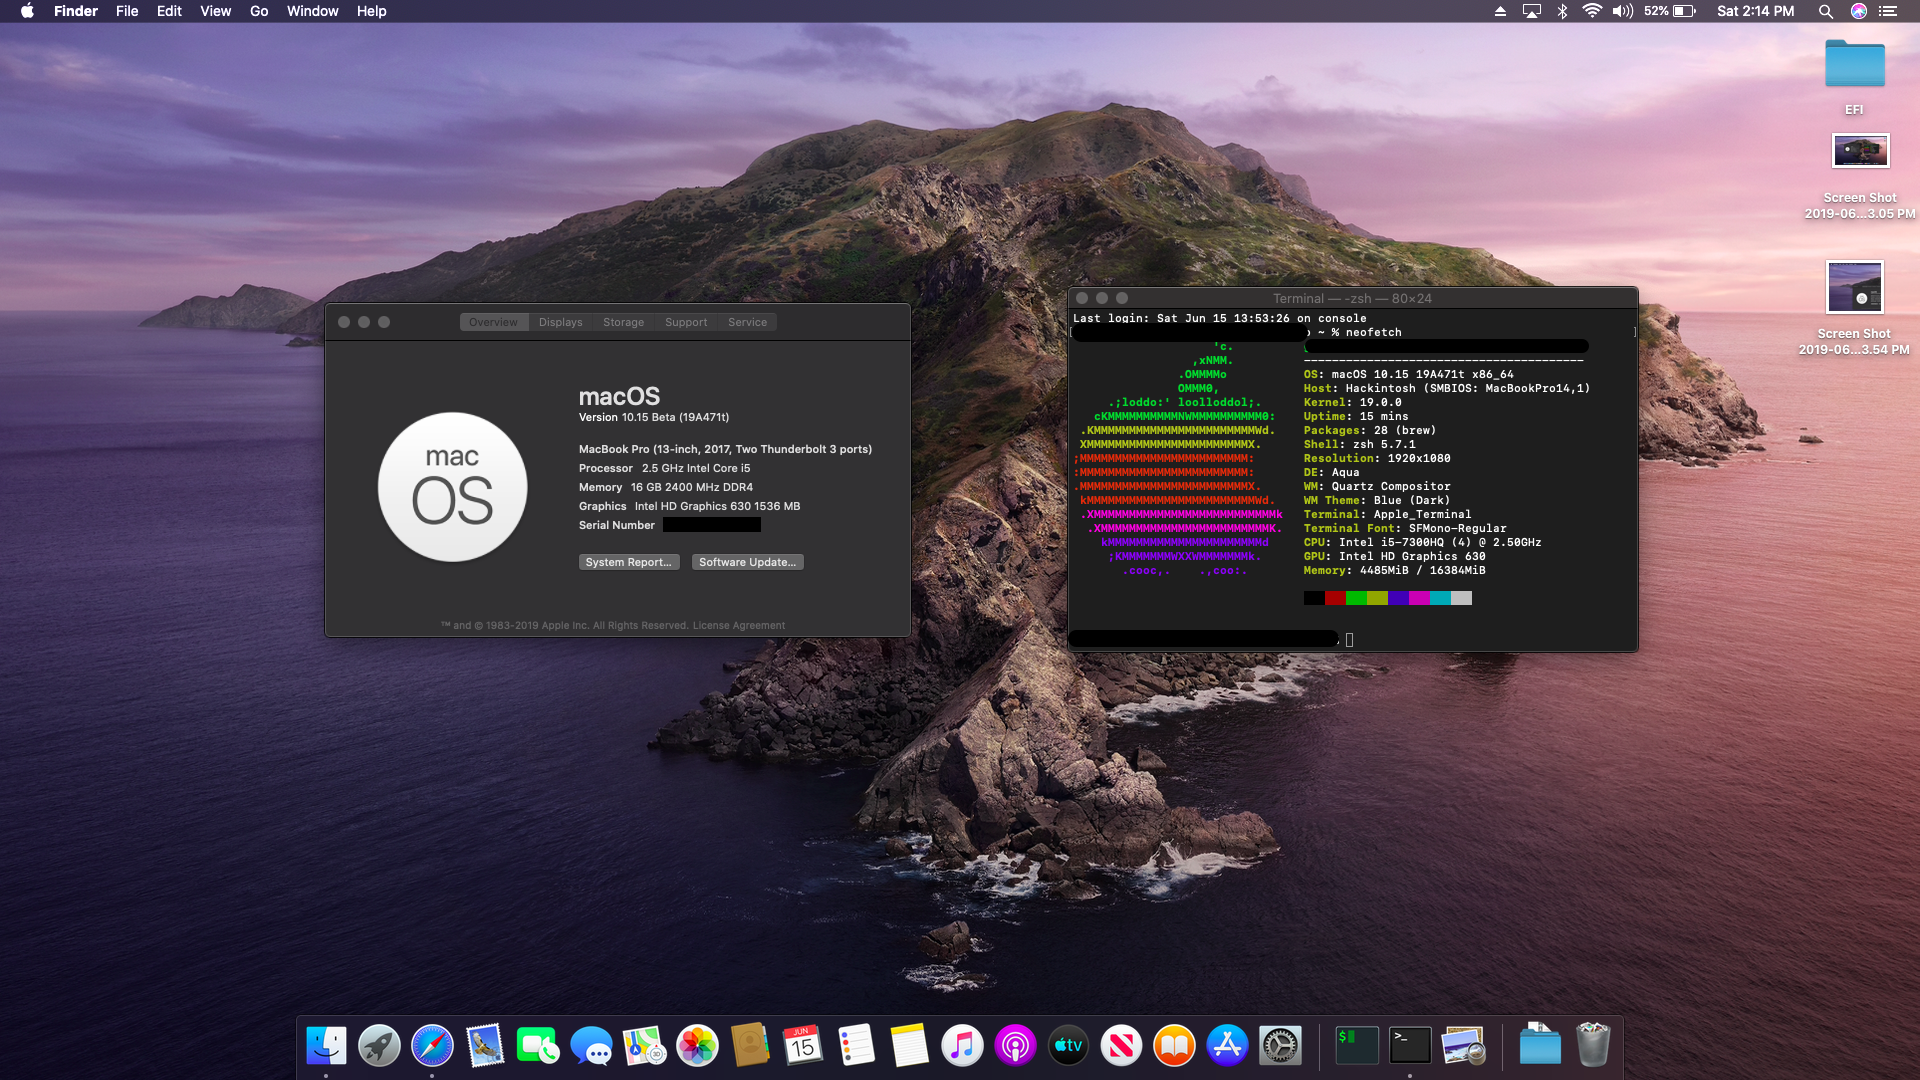 Finder File Edit View Go Window Help
52% Sat 2:14 PM
EFI
Screen Shot
2019-06...3.05 PM
Screen Shot
2019-06...3.54 PM
Overview Displays Storage Support Service
macOS
Version 10.15 Beta (19A471t)
MacBook Pro (13-inch, 2017, Two Thunderbolt 3 ports)
Processor 2.5 GHz Intel Core i5
Memory 16 GB 2400 MHz DDR4
Graphics Intel HD Graphics 630 1536 MB
Serial Number
System Report... Software Update...
™ and © 1983-2019 Apple Inc. All Rights Reserved. License Agreement
mac
OS
Terminal — -zsh — 80×24
Last login: Sat Jun 15 13:53:26 on console
~ % neofetch
'c.
,xNMM.
----------------------------------------
.OMMMMo OS: macOS 10.15 19A471t x86_64
OMMM0, Host: Hackintosh (SMBIOS: MacBookPro14,1)
.;loddo:' loolloddol;. Kernel: 19.0.0
cKMMMMMMMMMMNWMMMMMMMMMM0: Uptime: 15 mins
.KMMMMMMMMMMMMMMMMMMMMMMMWd. Packages: 28 (brew)
XMMMMMMMMMMMMMMMMMMMMMMMX. Shell: zsh 5.7.1
;MMMMMMMMMMMMMMMMMMMMMMMM: Resolution: 1920x1080
:MMMMMMMMMMMMMMMMMMMMMMMM: DE: Aqua
.MMMMMMMMMMMMMMMMMMMMMMMMX. WM: Quartz Compositor
kMMMMMMMMMMMMMMMMMMMMMMMMWd. WM Theme: Blue (Dark)
.XMMMMMMMMMMMMMMMMMMMMMMMMMMk Terminal: Apple_Terminal
.XMMMMMMMMMMMMMMMMMMMMMMMMK. Terminal Font: SFMono-Regular
kMMMMMMMMMMMMMMMMMMMMMMd CPU: Intel i5-7300HQ (4) @ 2.50GHz
;KMMMMMMMWXXWMMMMMMMk. GPU: Intel HD Graphics 630
.cooc,. .,coo:. Memory: 4485MiB / 16384MiB
JUN
15
3D
tv
$
>_